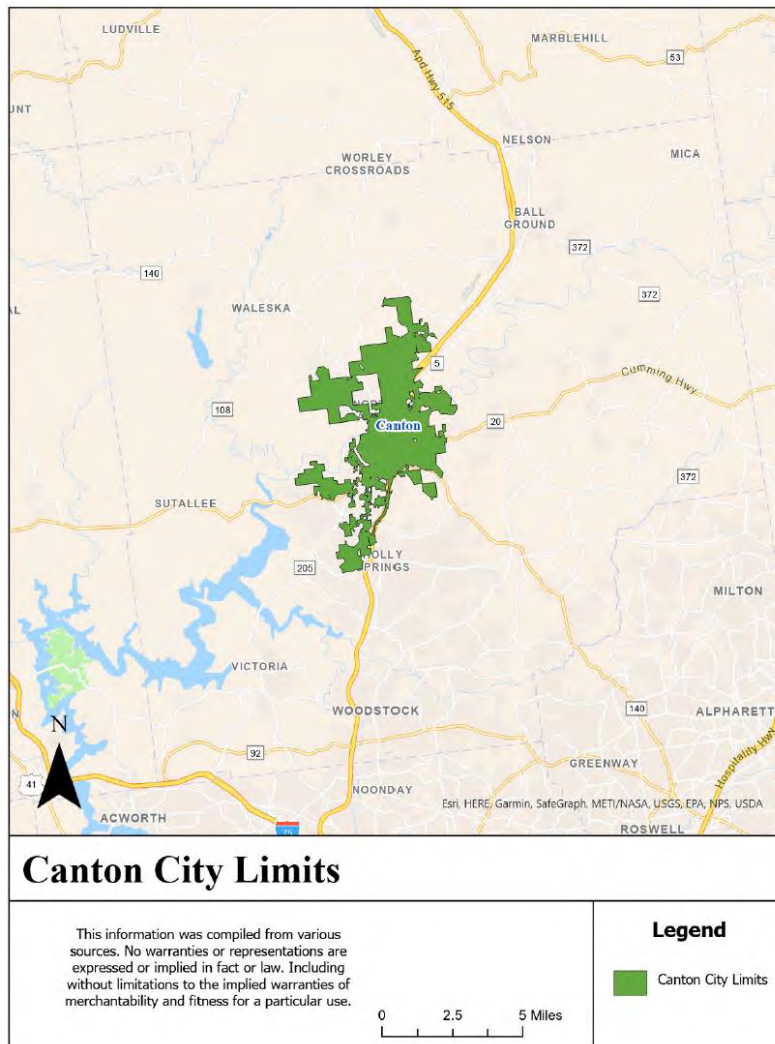 LUDVILLE
MARBLEHILL
53
Apd Hwy 515
UNT
NELSON
WORLEY
CROSSROADS
MICA
BALL
GROUND
372
140
372
AL
WALESKA
5
Cumming Hwy
108
NOR
Canton
20
372
SUTALLEE
HOLLY
SPRINGS
205
MILTON
VICTORIA
WOODSTOCK
140
ALPHARETT
N
92
GREENWAY
Hospitality Hwy
41
NOONDAY
Esri, HERE, Garmin, SafeGraph, METI/NASA, USGS, EPA, NPS, USDA
ACWORTH
75
ROSWELL
Canton City Limits
This information was compiled from various
sources. No warranties or representations are
expressed or implied in fact or law. Including
without limitations to the implied warranties of
merchantability and fitness for a particular use.
0 2.5 5 Miles
Legend
Canton City Limits